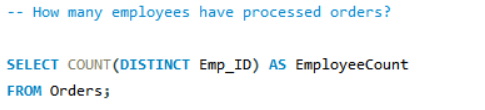 -- How many employees have processed orders?
SELECT COUNT(DISTINCT Emp_ID) AS EmployeeCount
FROM Orders;